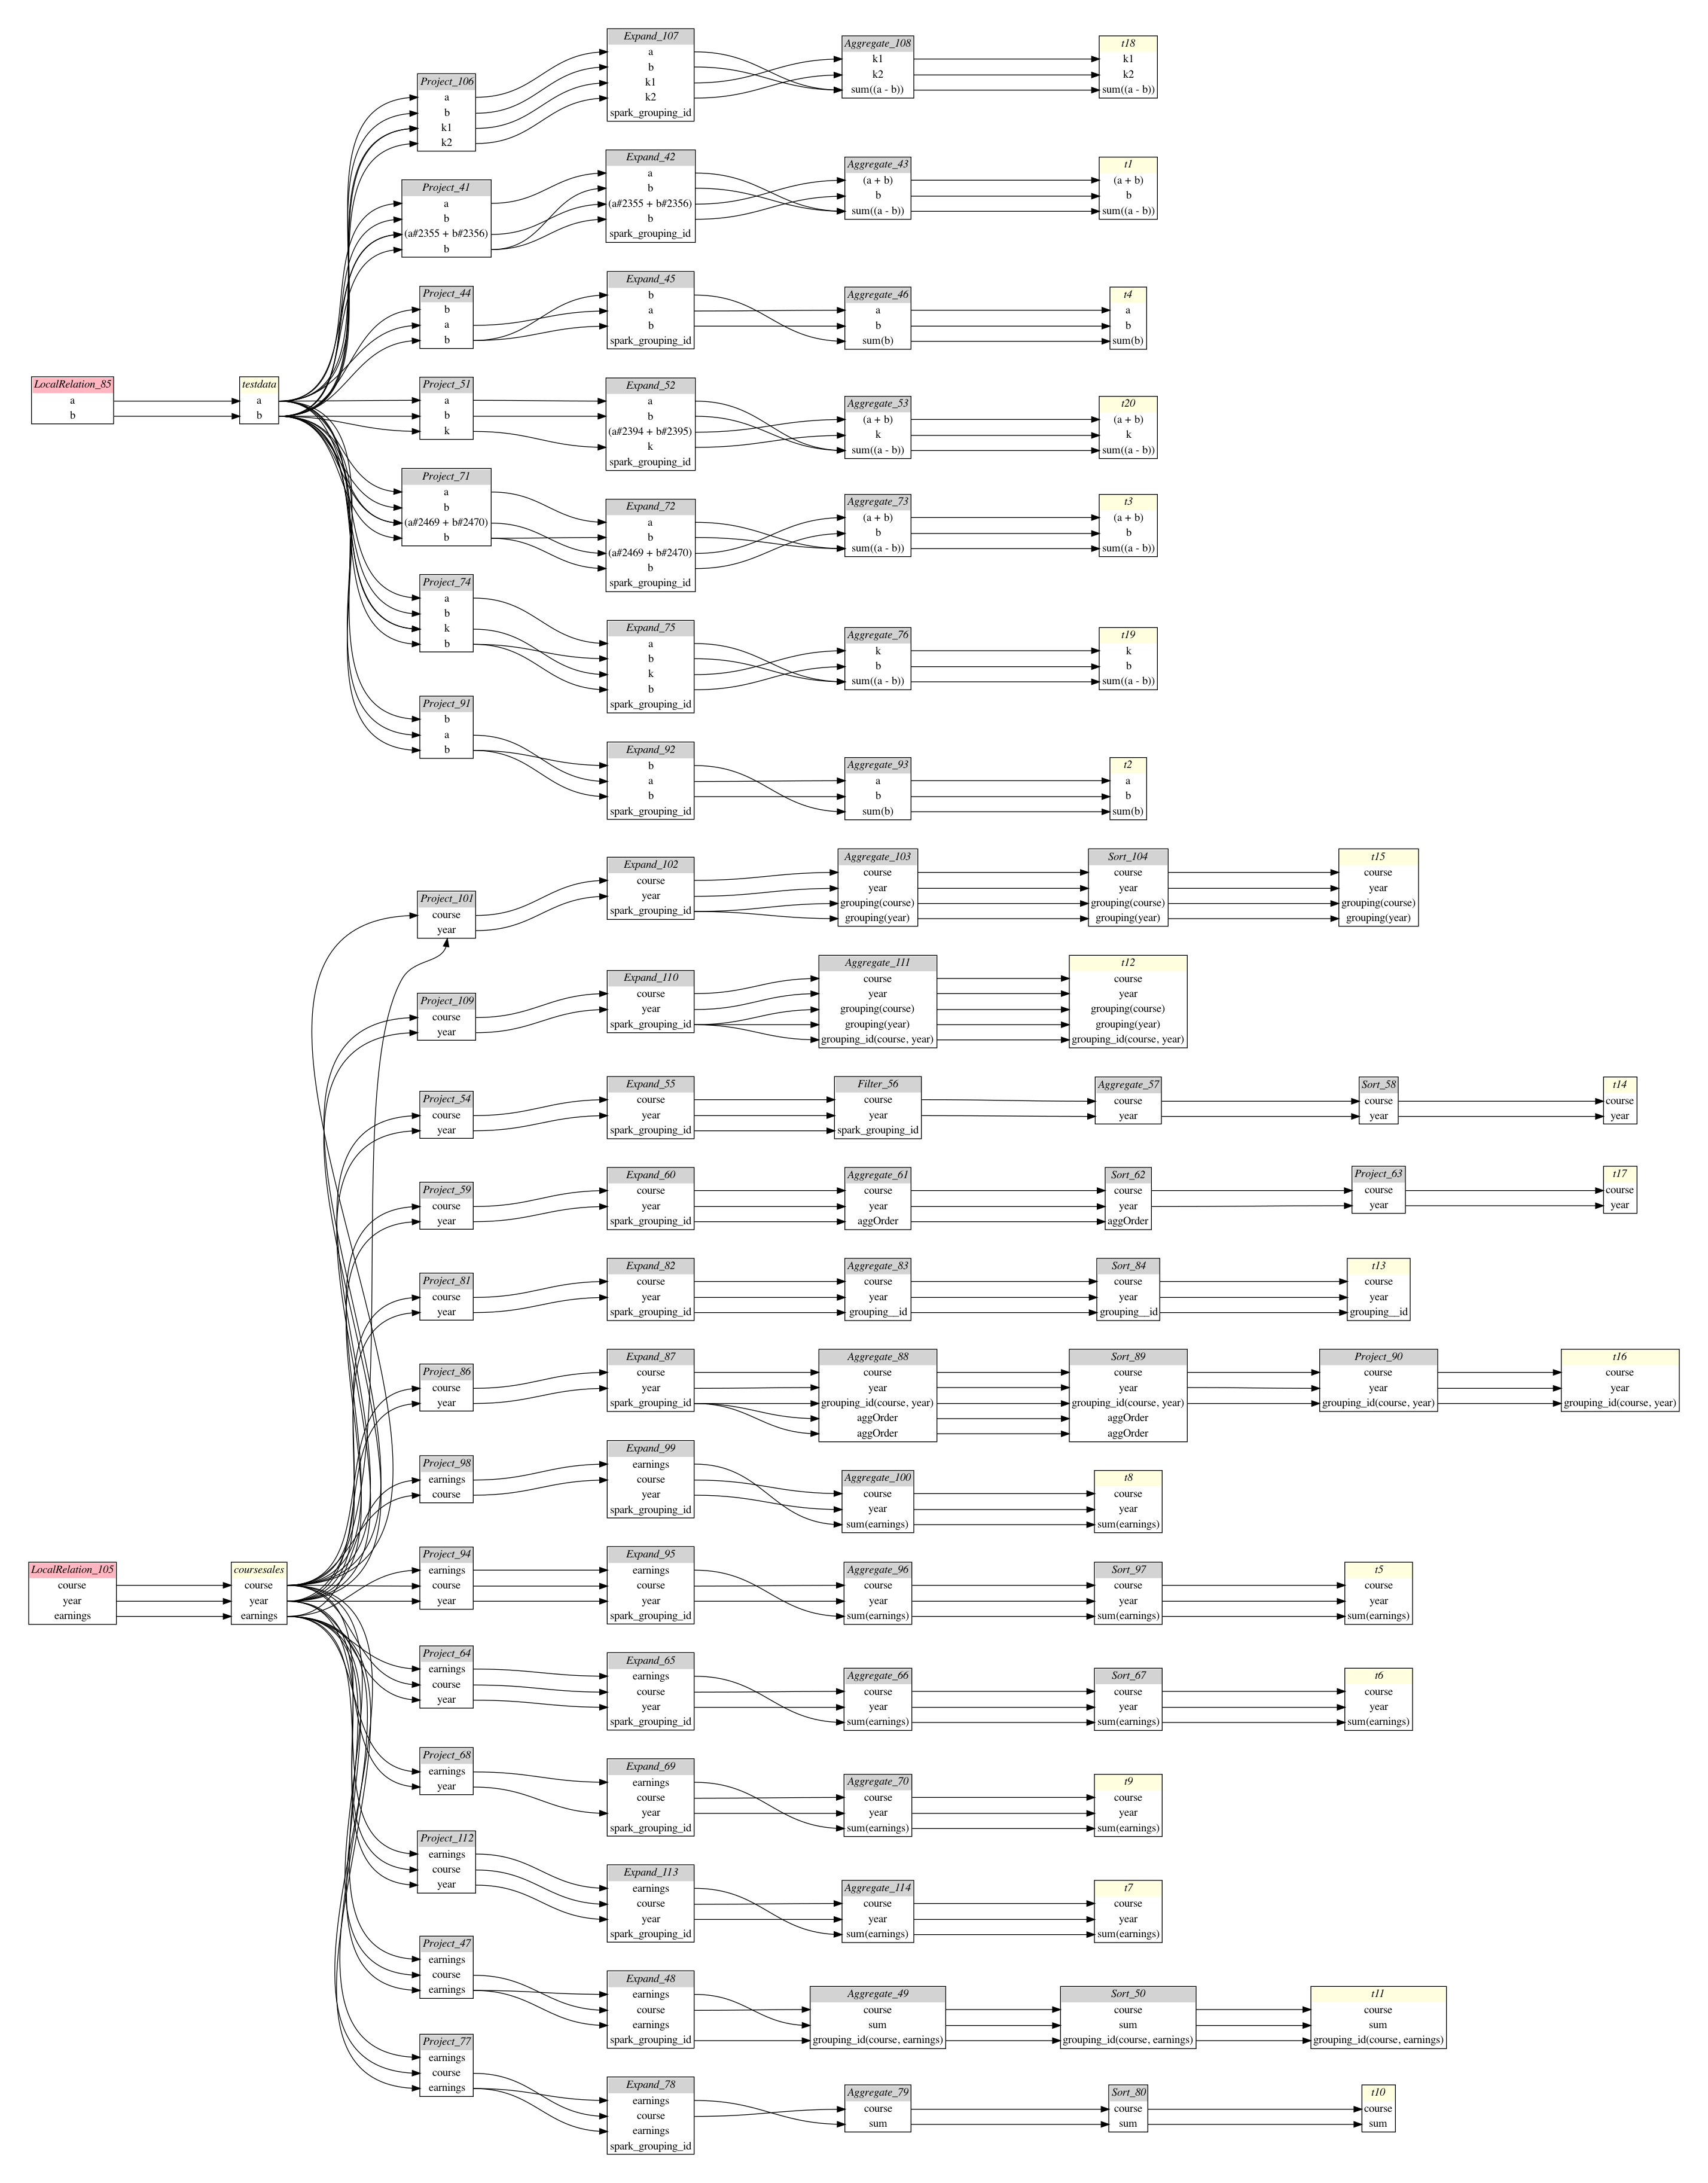 Expand_107
a
b
k1
k2
spark_grouping_id
Aggregate_108
k1
k2
sum((a - b))
t18
k1
k2
sum((a - b))
Project_106
a
b
k1
k2
Expand_42
a
b
(a#2355 + b#2356)
b
spark_grouping_id
Aggregate_43
(a + b)
b
sum((a - b))
t1
(a + b)
b
sum((a - b))
Project_41
a
b
(a#2355 + b#2356)
b
Expand_45
b
a
b
spark_grouping_id
Project_44
b
a
b
Aggregate_46
a
b
sum(b)
t4
a
b
sum(b)
LocalRelation_85
a
b
testdata
a
b
Project_51
a
b
k
Expand_52
a
b
(a#2394 + b#2395)
k
spark_grouping_id
Aggregate_53
(a + b)
k
sum((a - b))
t20
(a + b)
k
sum((a - b))
Project_71
a
b
(a#2469 + b#2470)
b
Expand_72
a
b
(a#2469 + b#2470)
b
spark_grouping_id
Aggregate_73
(a + b)
b
sum((a - b))
t3
(a + b)
b
sum((a - b))
Project_74
a
b
k
b
Expand_75
a
b
k
b
spark_grouping_id
Aggregate_76
k
b
sum((a - b))
t19
k
b
sum((a - b))
Project_91
b
a
b
Expand_92
b
a
b
spark_grouping_id
Aggregate_93
a
b
sum(b)
t2
a
b
sum(b)
Project_101
course
year
Expand_102
course
year
spark_grouping_id
Aggregate_103
course
year
grouping(course)
grouping(year)
Sort_104
course
year
grouping(course)
grouping(year)
t15
course
year
grouping(course)
grouping(year)
Project_109
course
year
Expand_110
course
year
spark_grouping_id
Aggregate_111
course
year
grouping(course)
grouping(year)
grouping_id(course, year)
t12
course
year
grouping(course)
grouping(year)
grouping_id(course, year)
Project_54
course
year
Expand_55
course
year
spark_grouping_id
Filter_56
course
year
spark_grouping_id
Aggregate_57
course
year
Sort_58
course
year
t14
course
year
Project_59
course
year
Expand_60
course
year
spark_grouping_id
Aggregate_61
course
year
aggOrder
Sort_62
course
year
aggOrder
Project_63
course
year
t17
course
year
Project_81
course
year
Expand_82
course
year
spark_grouping_id
Aggregate_83
course
year
grouping__id
Sort_84
course
year
grouping__id
t13
course
year
grouping__id
Project_86
course
year
Expand_87
course
year
spark_grouping_id
Aggregate_88
course
year
grouping_id(course, year)
aggOrder
aggOrder
Sort_89
course
year
grouping_id(course, year)
aggOrder
aggOrder
Project_90
course
year
grouping_id(course, year)
t16
course
year
grouping_id(course, year)
Project_98
earnings
course
Expand_99
earnings
course
year
spark_grouping_id
Aggregate_100
course
year
sum(earnings)
t8
course
year
sum(earnings)
LocalRelation_105
course
year
earnings
coursesales
course
year
earnings
Project_94
earnings
course
year
Expand_95
earnings
course
year
spark_grouping_id
Aggregate_96
course
year
sum(earnings)
Sort_97
course
year
sum(earnings)
t5
course
year
sum(earnings)
Project_64
earnings
course
year
Expand_65
earnings
course
year
spark_grouping_id
Aggregate_66
course
year
sum(earnings)
Sort_67
course
year
sum(earnings)
t6
course
year
sum(earnings)
Project_68
earnings
year
Expand_69
earnings
course
year
spark_grouping_id
Aggregate_70
course
year
sum(earnings)
t9
course
year
sum(earnings)
Project_112
earnings
course
year
Expand_113
earnings
course
year
spark_grouping_id
Aggregate_114
course
year
sum(earnings)
t7
course
year
sum(earnings)
Project_47
earnings
course
earnings
Expand_48
earnings
course
earnings
spark_grouping_id
Aggregate_49
course
sum
grouping_id(course, earnings)
Sort_50
course
sum
grouping_id(course, earnings)
t11
course
sum
grouping_id(course, earnings)
Project_77
earnings
course
earnings
Expand_78
earnings
course
earnings
spark_grouping_id
Aggregate_79
course
sum
Sort_80
course
sum
t10
course
sum